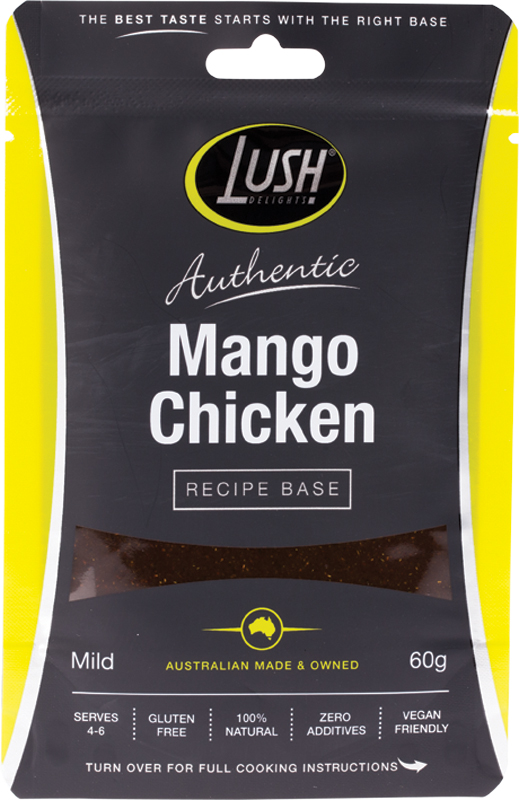 THE BEST TASTE STARTS WITH THE RIGHT BASE
LUSH®
DELIGHTS
Authentic
Mango
Chicken
RECIPE BASE
AUSTRALIAN MADE & OWNED
Mild
60g
SERVES
4-6
GLUTEN
FREE
100%
NATURAL
ZERO
ADDITIVES
VEGAN
FRIENDLY
TURN OVER FOR FULL COOKING INSTRUCTIONS